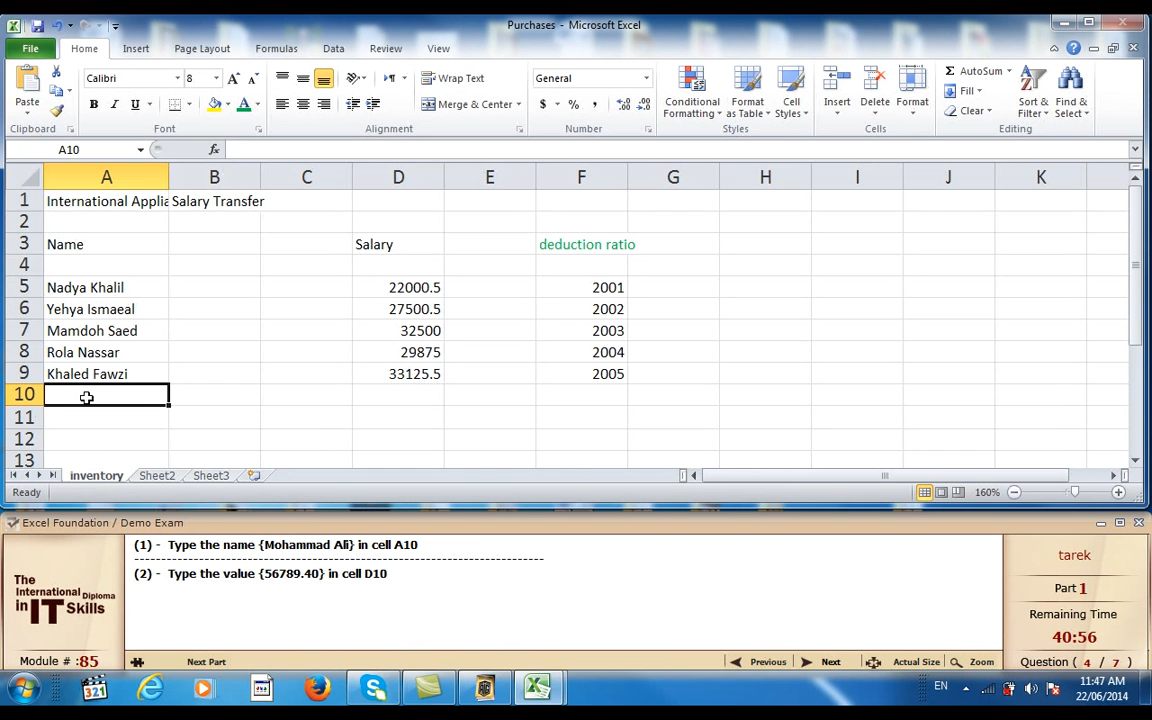 Purchases - Microsoft Excel
File Home Insert Page Layout Formulas Data Review View
Calibri 8 Wrap Text General AutoSum
Fill
Paste B I U Merge & Center $ % , Conditional Formatting Format as Table Cell Styles Insert Delete Format Clear Sort & Filter Find & Select
Clipboard Font Alignment Number Styles Cells Editing
A10 fx
A B C D E F G H I J K
1 International Applia Salary Transfer
2
3 Name Salary deduction ratio
4
5 Nadya Khalil 22000.5 2001
6 Yehya Ismaeal 27500.5 2002
7 Mamdoh Saed 32500 2003
8 Rola Nassar 29875 2004
9 Khaled Fawzi 33125.5 2005
10
11
12
13
inventory Sheet2 Sheet3
Ready 160%
Excel Foundation / Demo Exam
(1) - Type the name {Mohammad Ali} in cell A10
(2) - Type the value {56789.40} in cell D10
The International Diploma in IT Skills
Module # :85
tarek
Part 1
Remaining Time
40:56
Question ( 4 / 7 )
Next Part Previous Next Actual Size Zoom
321 EN 11:47 AM
22/06/2014